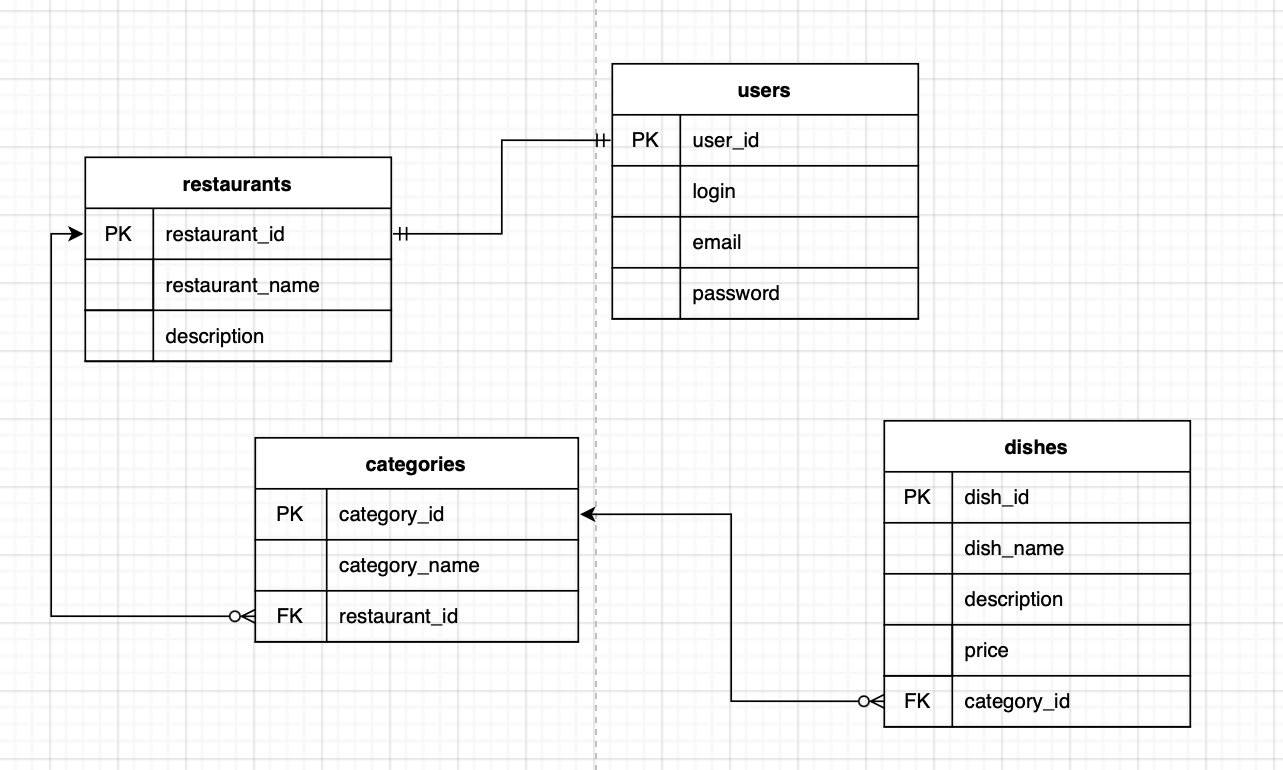 users
PK user_id
login
email
password
restaurants
PK restaurant_id
restaurant_name
description
categories
PK category_id
category_name
FK restaurant_id
dishes
PK dish_id
dish_name
description
price
FK category_id